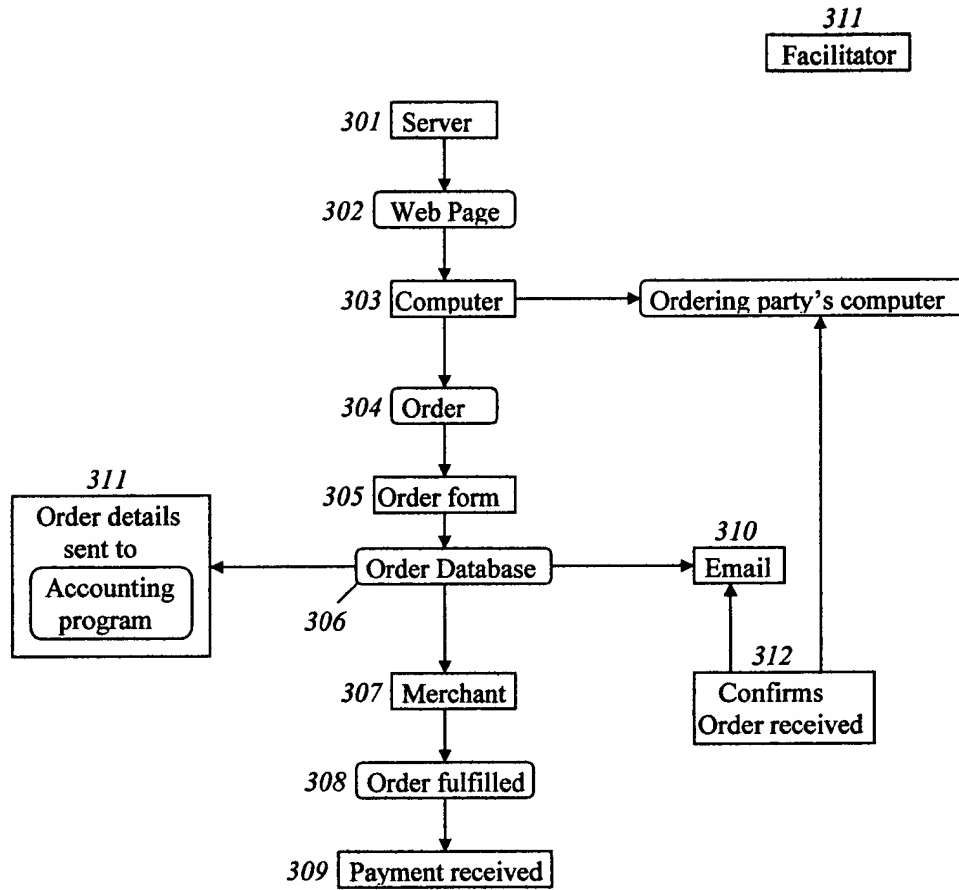 311
Facilitator
301 Server
302 Web Page
303 Computer
Ordering party's computer
304 Order
311
Order details
sent to
Accounting
program
305 Order form
Order Database
306
310
Email
312
Confirms
Order received
307 Merchant
308 Order fulfilled
309 Payment received